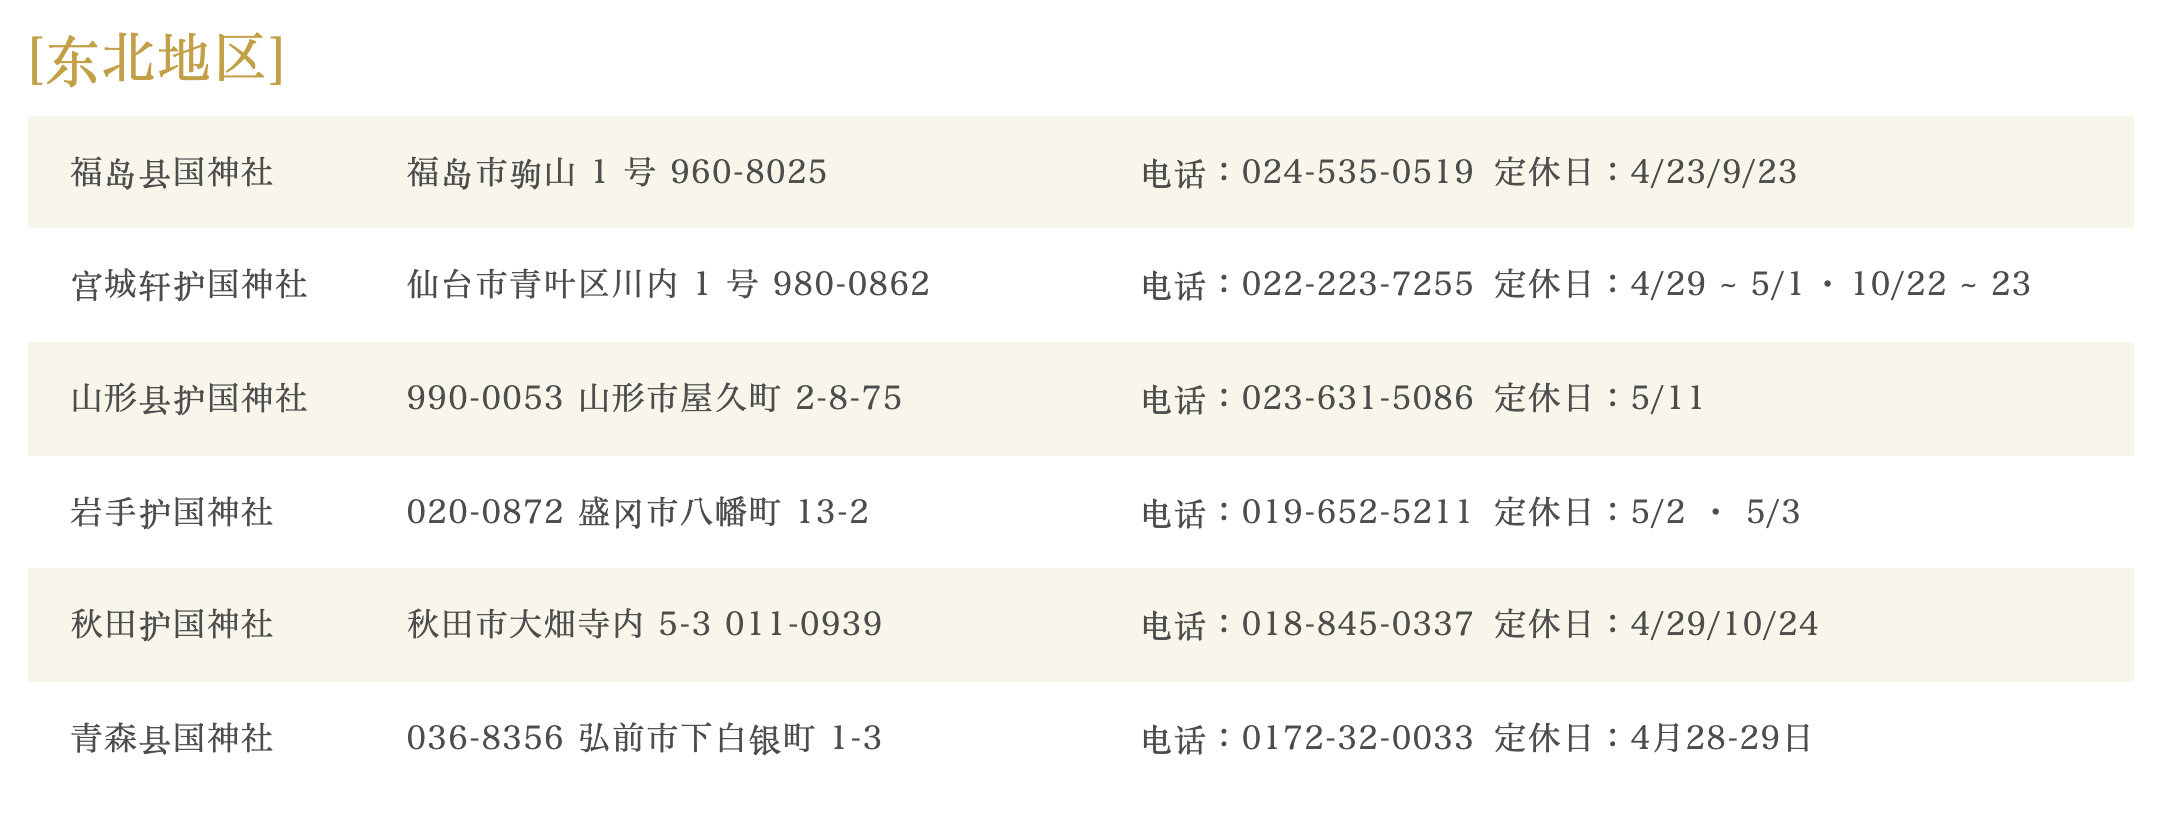 [东北地区]
福岛县国神社 福岛市驹山 1 号 960-8025 电话：024-535-0519 定休日：4/23/9/23
宫城轩护国神社 仙台市青叶区川内 1 号 980-0862 电话：022-223-7255 定休日：4/29 ~ 5/1・10/22 ~ 23
山形县护国神社 990-0053 山形市屋久町 2-8-75 电话：023-631-5086 定休日：5/11
岩手护国神社 020-0872 盛冈市八幡町 13-2 电话：019-652-5211 定休日：5/2 ・ 5/3
秋田护国神社 秋田市大畑寺内 5-3 011-0939 电话：018-845-0337 定休日：4/29/10/24
青森县国神社 036-8356 弘前市下白银町 1-3 电话：0172-32-0033 定休日：4月28-29日